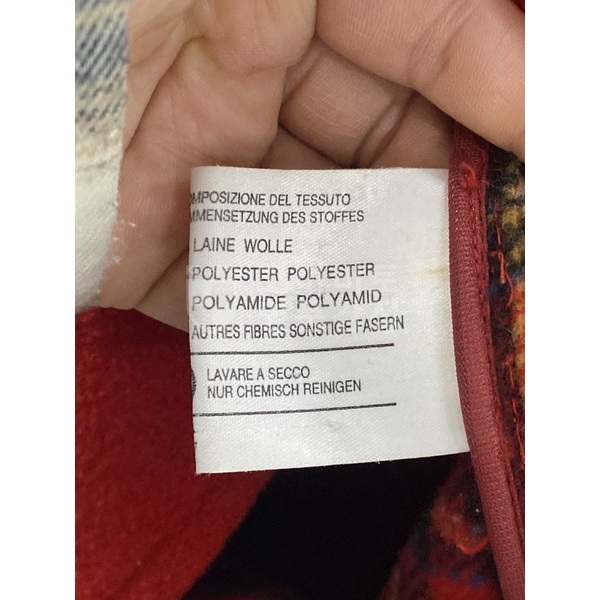 OMPOSIZIONE DEL TESSUTO
MMENSETZUNG DES STOFFES
LAINE WOLLE
POLYESTER POLYESTER
POLYAMIDE POLYAMID
AUTRES FIBRES SONSTIGE FASERN
LAVARE A SECCO
NUR CHEMISCH REINIGEN